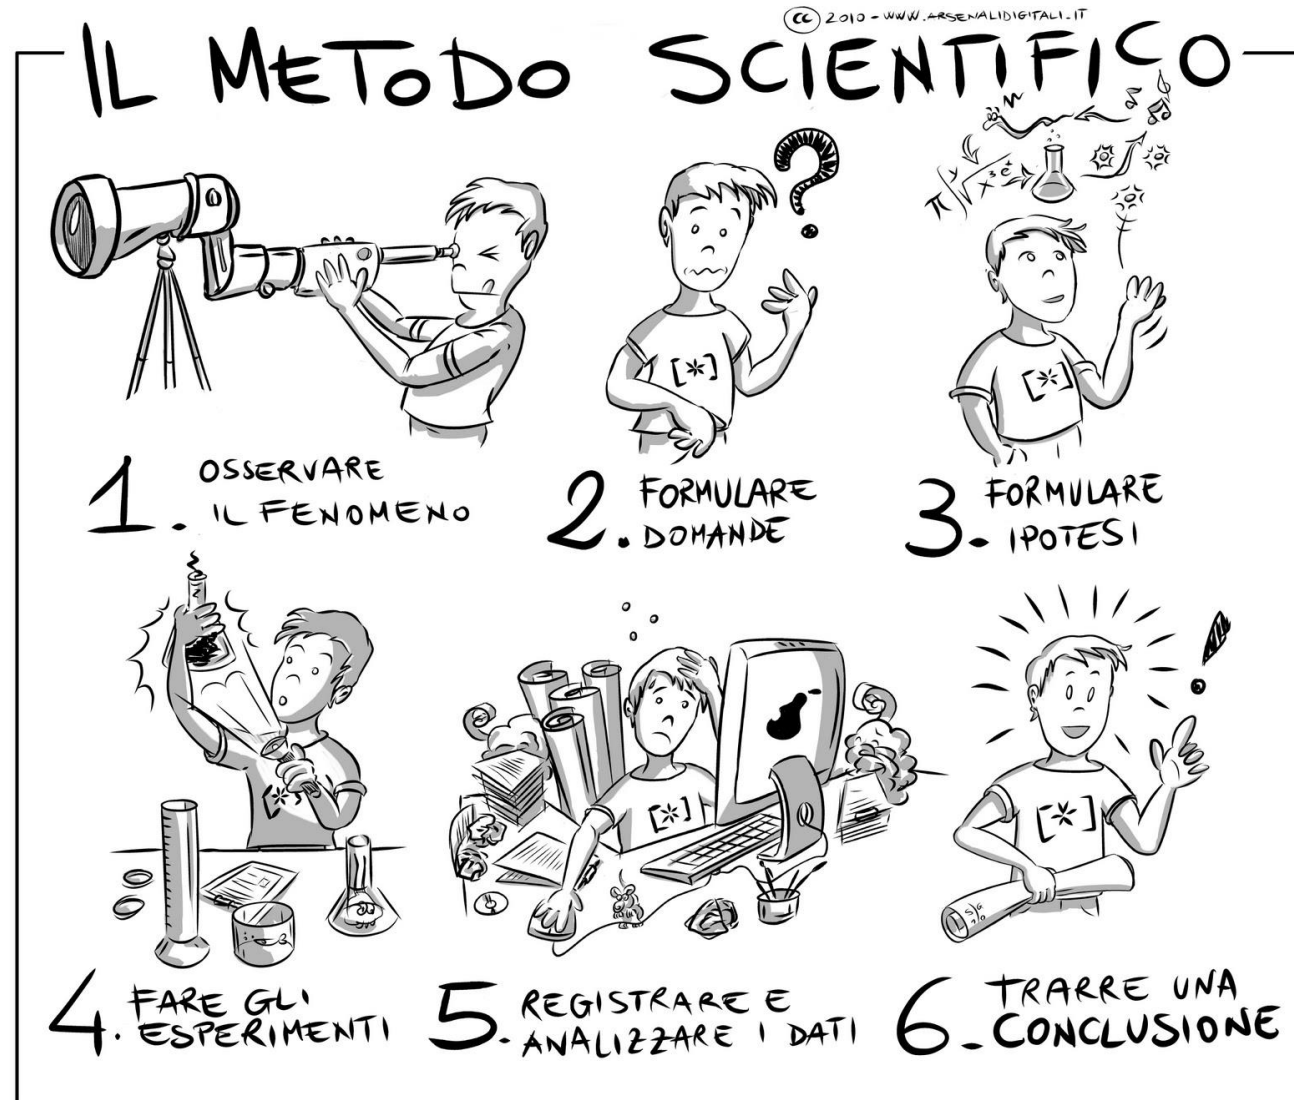 cc 2010 - WWW.ARSENALIDIGITALI.IT
IL METODO SCIENTIFICO
1. OSSERVARE
IL FENOMENO
2. FORMULARE
DOMANDE
3. FORMULARE
IPOTESI
4. FARE GLI
ESPERIMENTI
5. REGISTRARE E
ANALIZZARE I DATI
6. TRARRE UNA
CONCLUSIONE